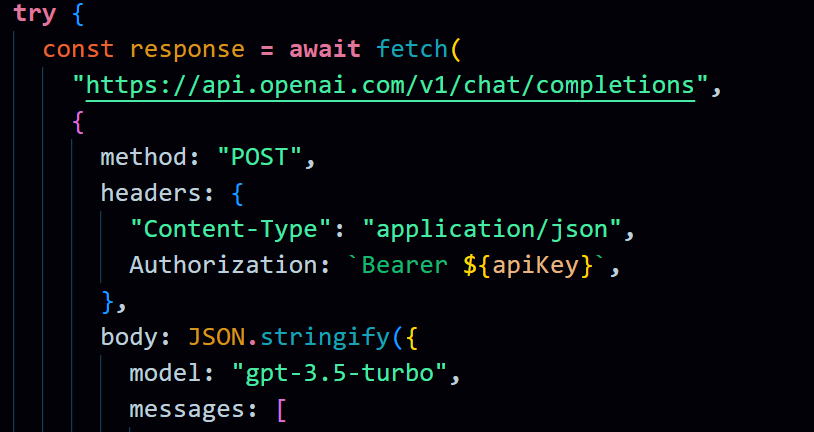 try {
const response = await fetch(
"https://api.openai.com/v1/chat/completions",
{
method: "POST",
headers: {
"Content-Type": "application/json",
Authorization: `Bearer ${apiKey}`,
},
body: JSON.stringify({
model: "gpt-3.5-turbo",
messages: [